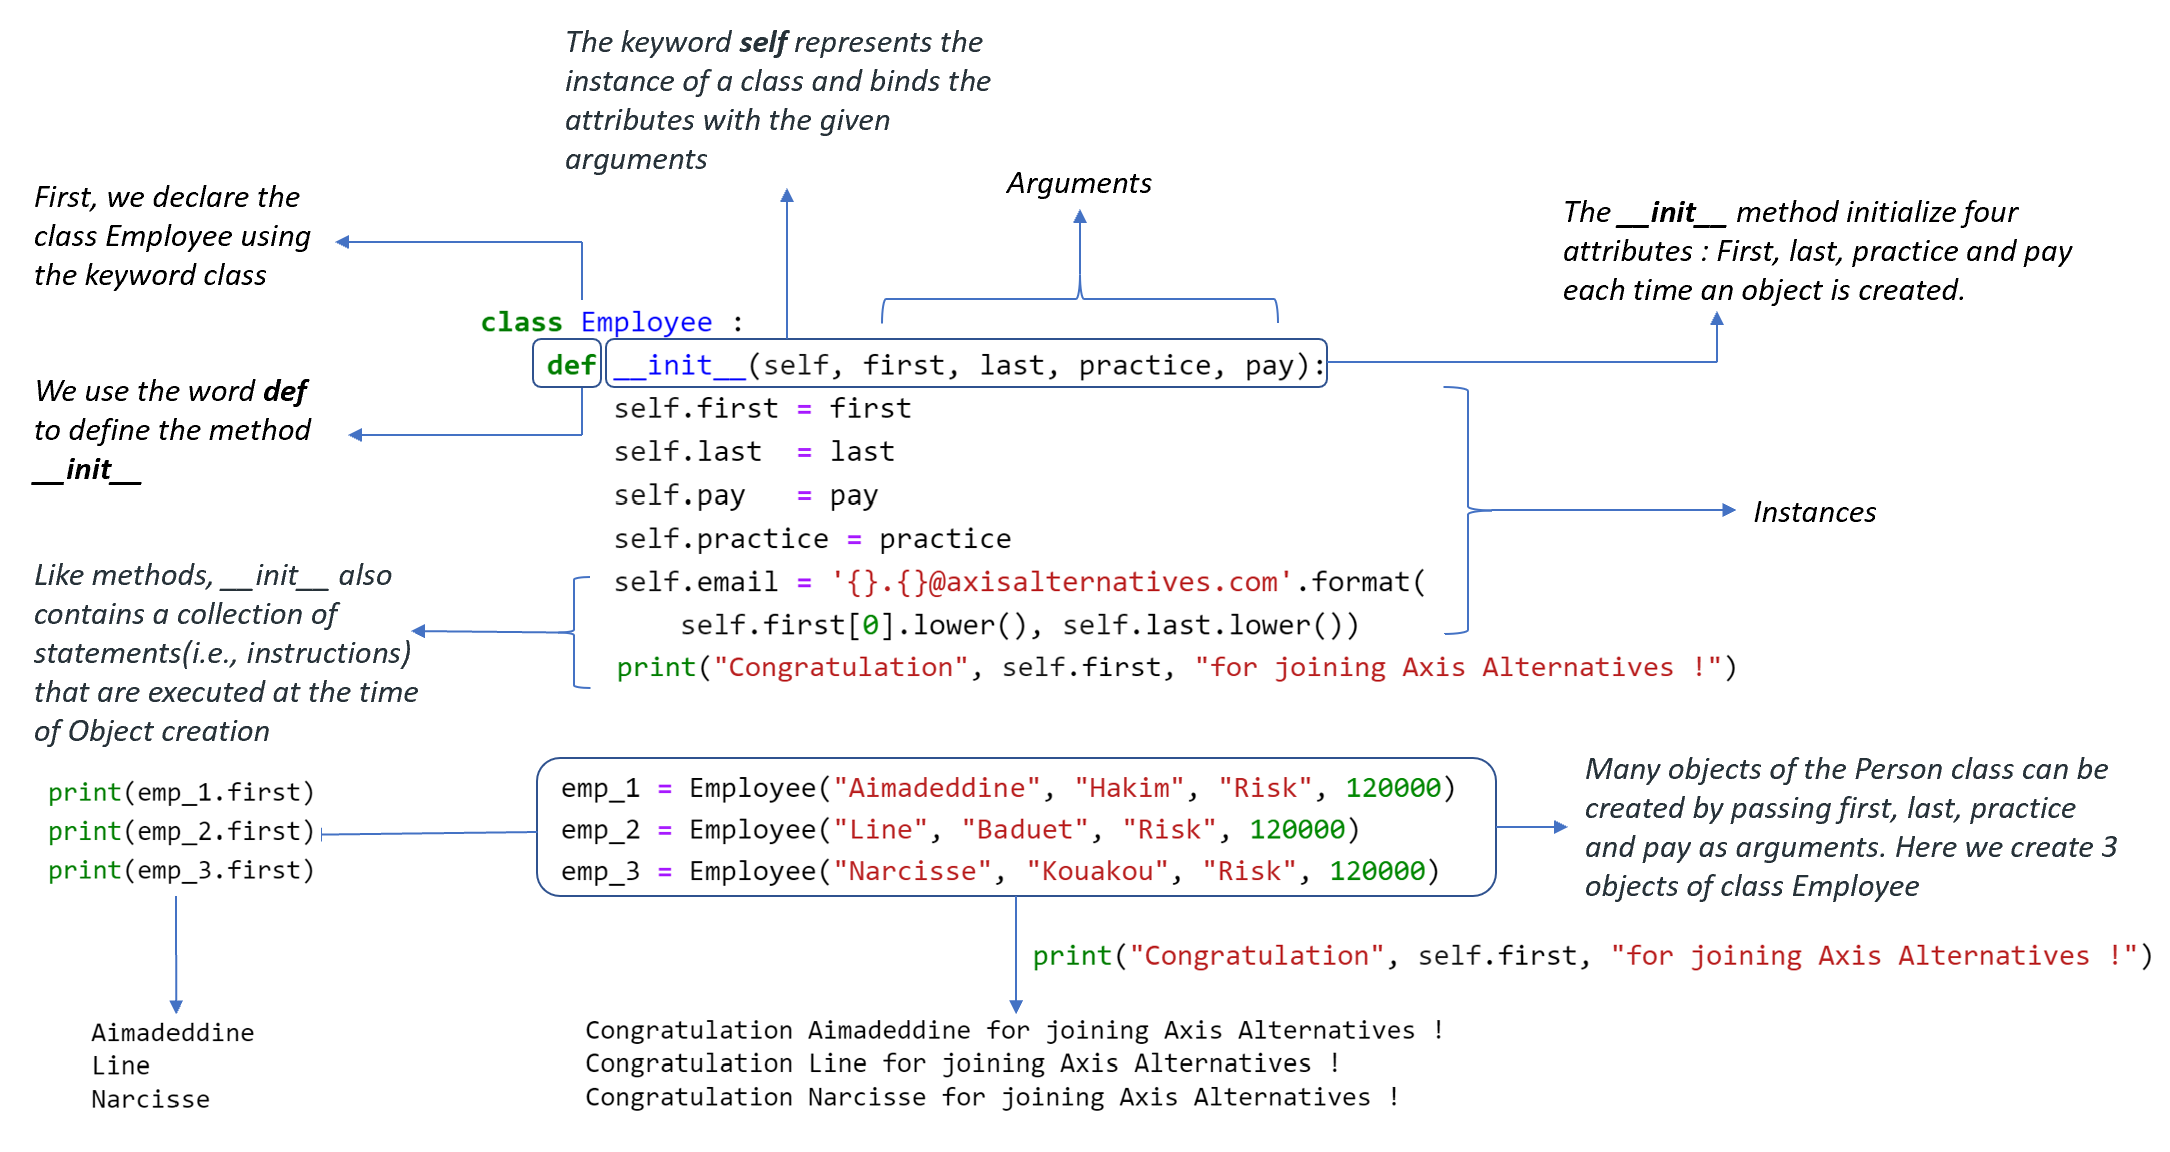 The keyword self represents the
instance of a class and binds the
attributes with the given
arguments
Arguments
First, we declare the
class Employee using
the keyword class
The __init__ method initialize four
attributes : First, last, practice and pay
each time an object is created.
class Employee :
def __init__(self, first, last, practice, pay):
self.first = first
self.last  = last
self.pay   = pay
self.practice = practice
self.email = '{}.{}@axisalternatives.com'.format(
self.first[0].lower(), self.last.lower())
print("Congratulation", self.first, "for joining Axis Alternatives !")
We use the word def
to define the method
__init__
Instances
Like methods, __init__ also
contains a collection of
statements(i.e., instructions)
that are executed at the time
of Object creation
print(emp_1.first)
print(emp_2.first)
print(emp_3.first)
emp_1 = Employee("Aimadeddine", "Hakim", "Risk", 120000)
emp_2 = Employee("Line", "Baduet", "Risk", 120000)
emp_3 = Employee("Narcisse", "Kouakou", "Risk", 120000)
Many objects of the Person class can be
created by passing first, last, practice
and pay as arguments. Here we create 3
objects of class Employee
print("Congratulation", self.first, "for joining Axis Alternatives !")
Aimadeddine
Line
Narcisse
Congratulation Aimadeddine for joining Axis Alternatives !
Congratulation Line for joining Axis Alternatives !
Congratulation Narcisse for joining Axis Alternatives !